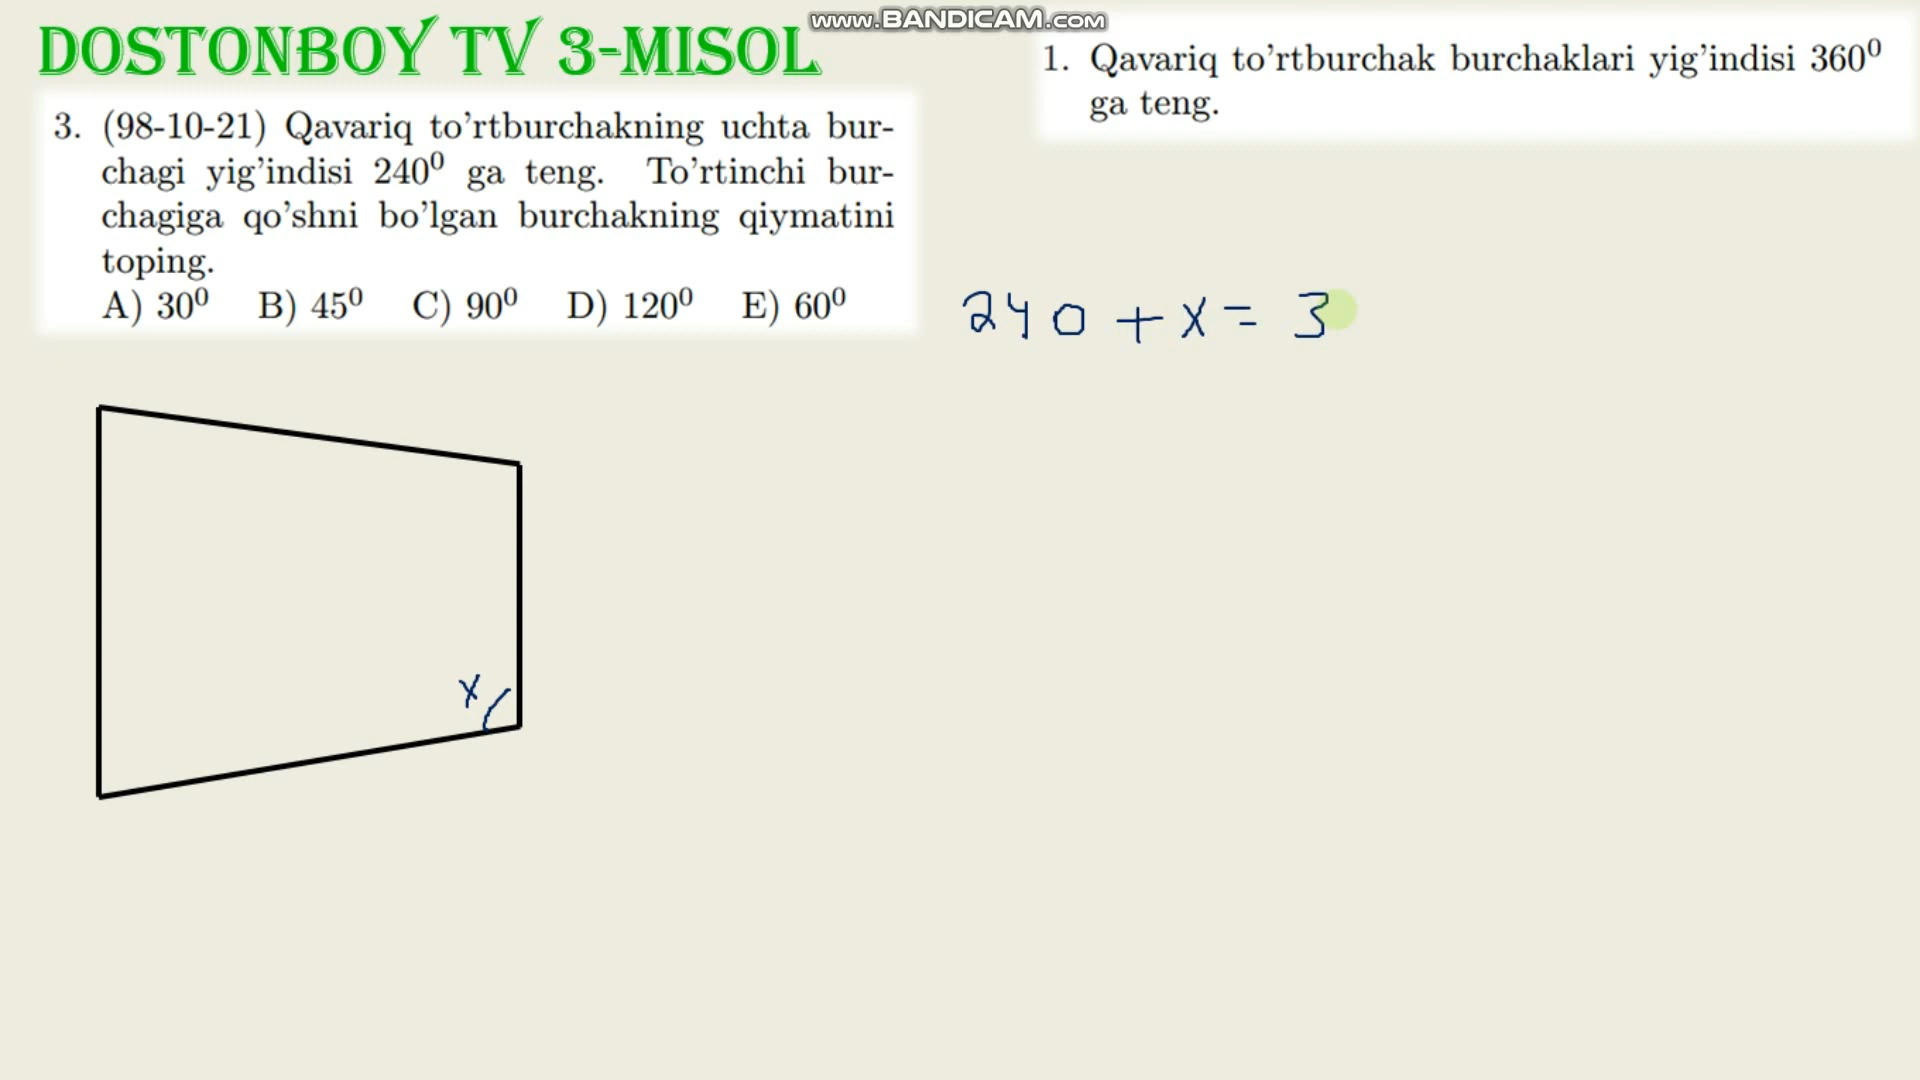 www.BANDICAM.com
DOSTONBOY TV 3-MISOL
3. (98-10-21) Qavariq to’rtburchakning uchta bur-
chagi yig’indisi 240⁰ ga teng. To’rtinchi bur-
chagiga qo’shni bo’lgan burchakning qiymatini
toping.
A) 30⁰ B) 45⁰ C) 90⁰ D) 120⁰ E) 60⁰
1. Qavariq to’rtburchak burchaklari yig’indisi 360⁰
ga teng.
240 + x = 3
x